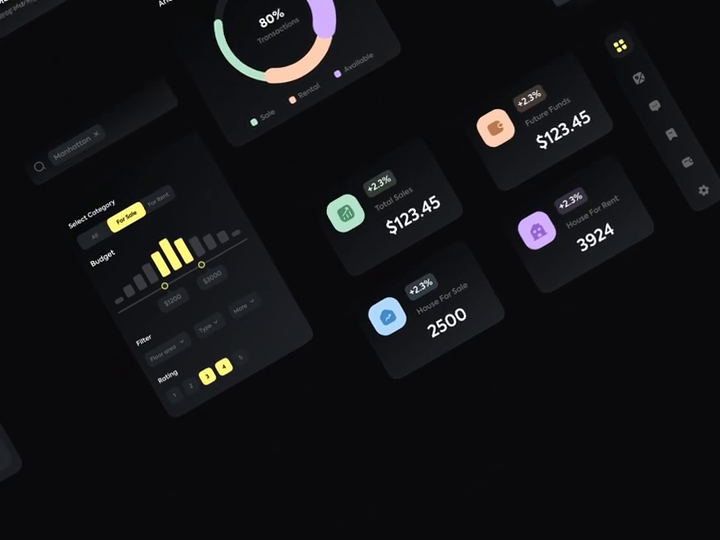 80%
Transactions
Sale
Rental
Available
Manhattan ×
Select Category
All
For Sale
For Rent
Budget
$1200
$3000
Filter
Floor area
Type
More
Rating
1
2
3
4
5
+2.3%
Total Sales
$123.45
+2.3%
Future Funds
$123.45
+2.3%
House For Sale
2500
+2.3%
House For Rent
3924